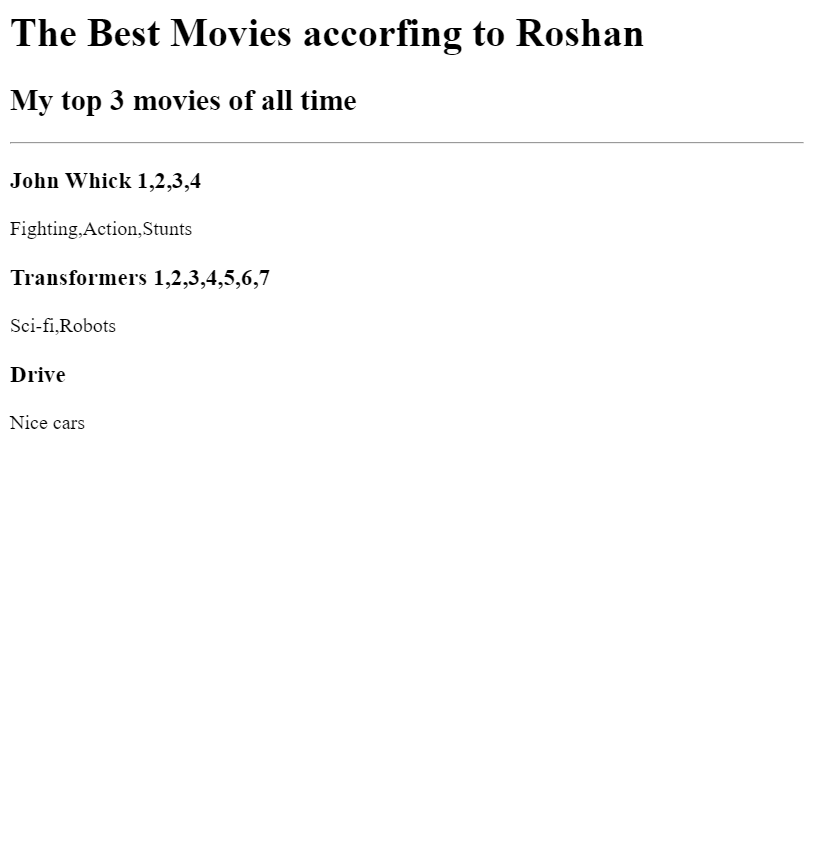 The Best Movies accorfing to Roshan
My top 3 movies of all time
John Whick 1,2,3,4
Fighting,Action,Stunts
Transformers 1,2,3,4,5,6,7
Sci-fi,Robots
Drive
Nice cars